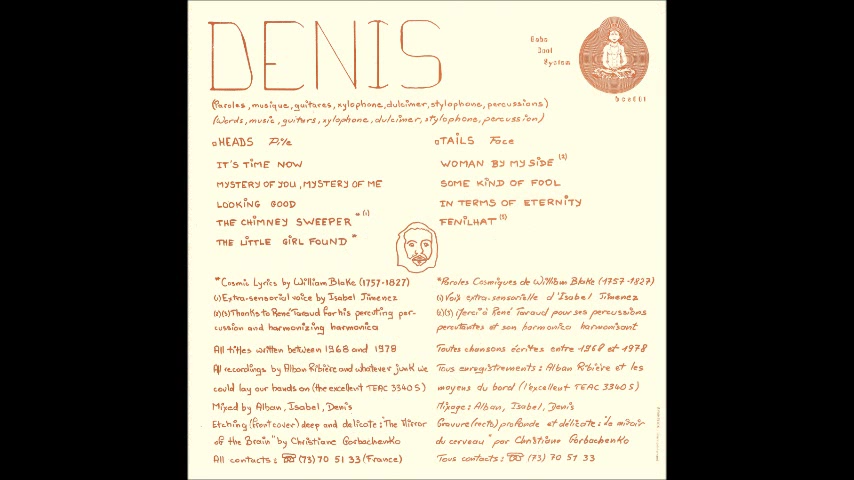 DENIS
Baba
Cool
System
(Paroles, musique, guitares, xylophone, dulcimer, stylophone, percussions)
(Words, music, guitars, xylophone, dulcimer, stylophone, percussion)
HEADS Pile
IT'S TIME NOW
MYSTERY OF YOU, MYSTERY OF ME
LOOKING GOOD
THE CHIMNEY SWEEPER * (1)
THE LITTLE GIRL FOUND *
TAILS Face
WOMAN BY MY SIDE (2)
SOME KIND OF FOOL
IN TERMS OF ETERNITY
FENILHAT (3)
*Cosmic Lyrics by William Blake (1757-1827)
(1) Extra-sensorial voice by Isabel Jimenez
(2)(3) Thanks to René Taraud for his percuting per-
cussion and harmonizing harmonica
All titles written between 1968 and 1978
All recordings by Alban Ribière and whatever junk we
could lay our hands on (the excellent TEAC 3340 S)
Mixed by Alban, Isabel, Denis
Etching (front cover) deep and delicate: "The Mirror
of the Brain" by Christiane Gorbachenko
All contacts: ☏ (73) 70 51 33 (France)
*Paroles Cosmiques de William Blake (1757-1827)
(1) Voix extra-sensorielle d'Isabel Jimenez
(2)(3) Merci à René Taraud pour ses percussions
percutantes et son harmonica harmonisant
Toutes chansons écrites entre 1968 et 1978
Tous enregistrements: Alban Ribière et les
moyens du bord (l'excellent TEAC 3340 S)
Mixage: Alban, Isabel, Denis
Gravure (recto) profonde et délicate: "le miroir
du cerveau" par Christiane Gorbachenko
Tous contacts: ☏ (73) 70 51 33